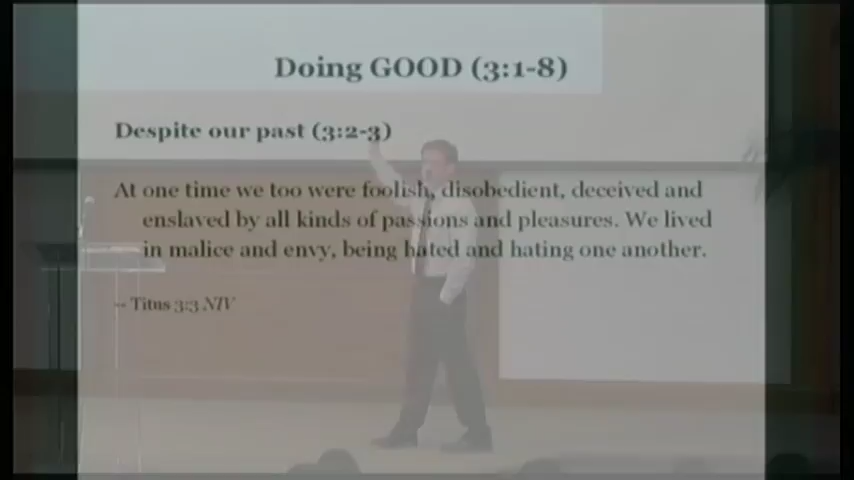 Doing GOOD (3:1-8)
Despite our past (3:2-3)
At one time we too were foolish, disobedient, deceived and
enslaved by all kinds of passions and pleasures. We lived
in malice and envy, being hated and hating one another.
-- Titus 3:3 NIV